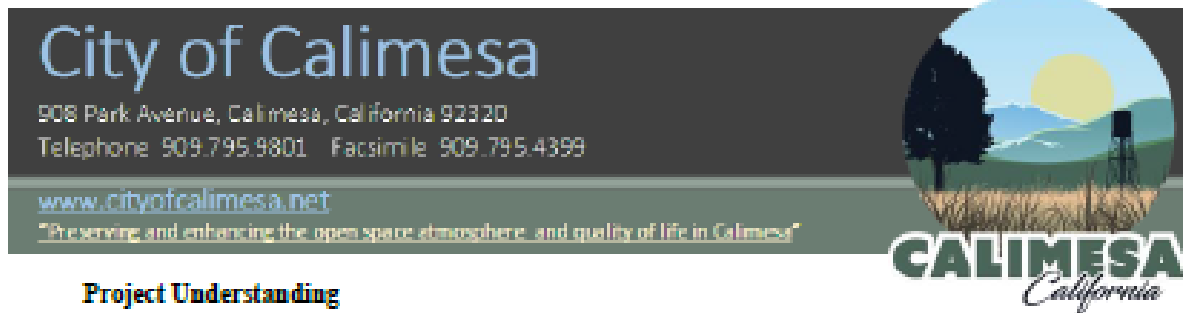 City of Calimesa
908 Park Avenue, Calimesa, California 92320
Telephone 909.795.9801 Facsimile 909.795.4399
www.cityofcalimesa.net
"Preserving and enhancing the open space atmosphere and quality of life in Calimesa"
CALIMESA
California
Project Understanding